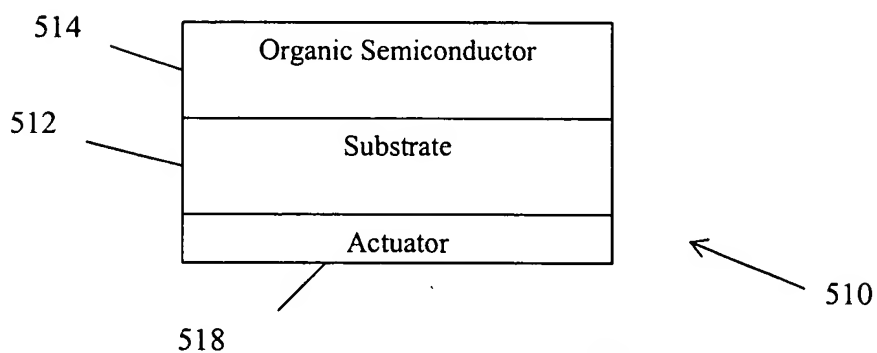 514
Organic Semiconductor
512
Substrate
Actuator
510
518